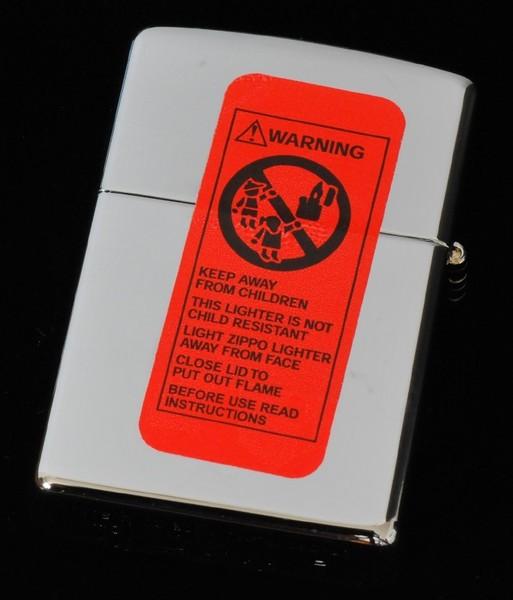 WARNING
KEEP AWAY
FROM CHILDREN
THIS LIGHTER IS NOT
CHILD RESISTANT
LIGHT ZIPPO LIGHTER
AWAY FROM FACE
CLOSE LID TO
PUT OUT FLAME
BEFORE USE READ
INSTRUCTIONS